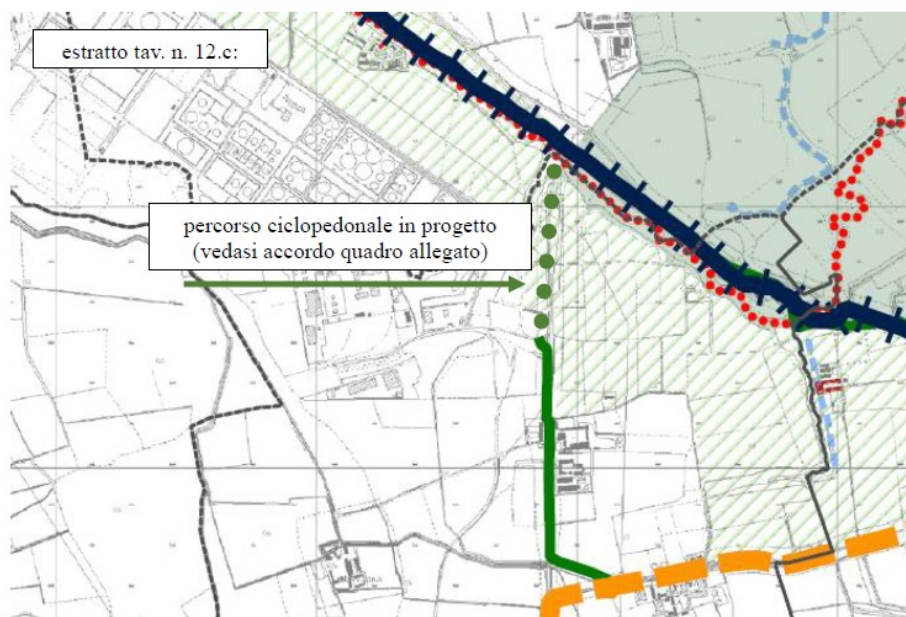 estratto tav. n. 12.c:
percorso ciclopedonale in progetto
(vedasi accordo quadro allegato)